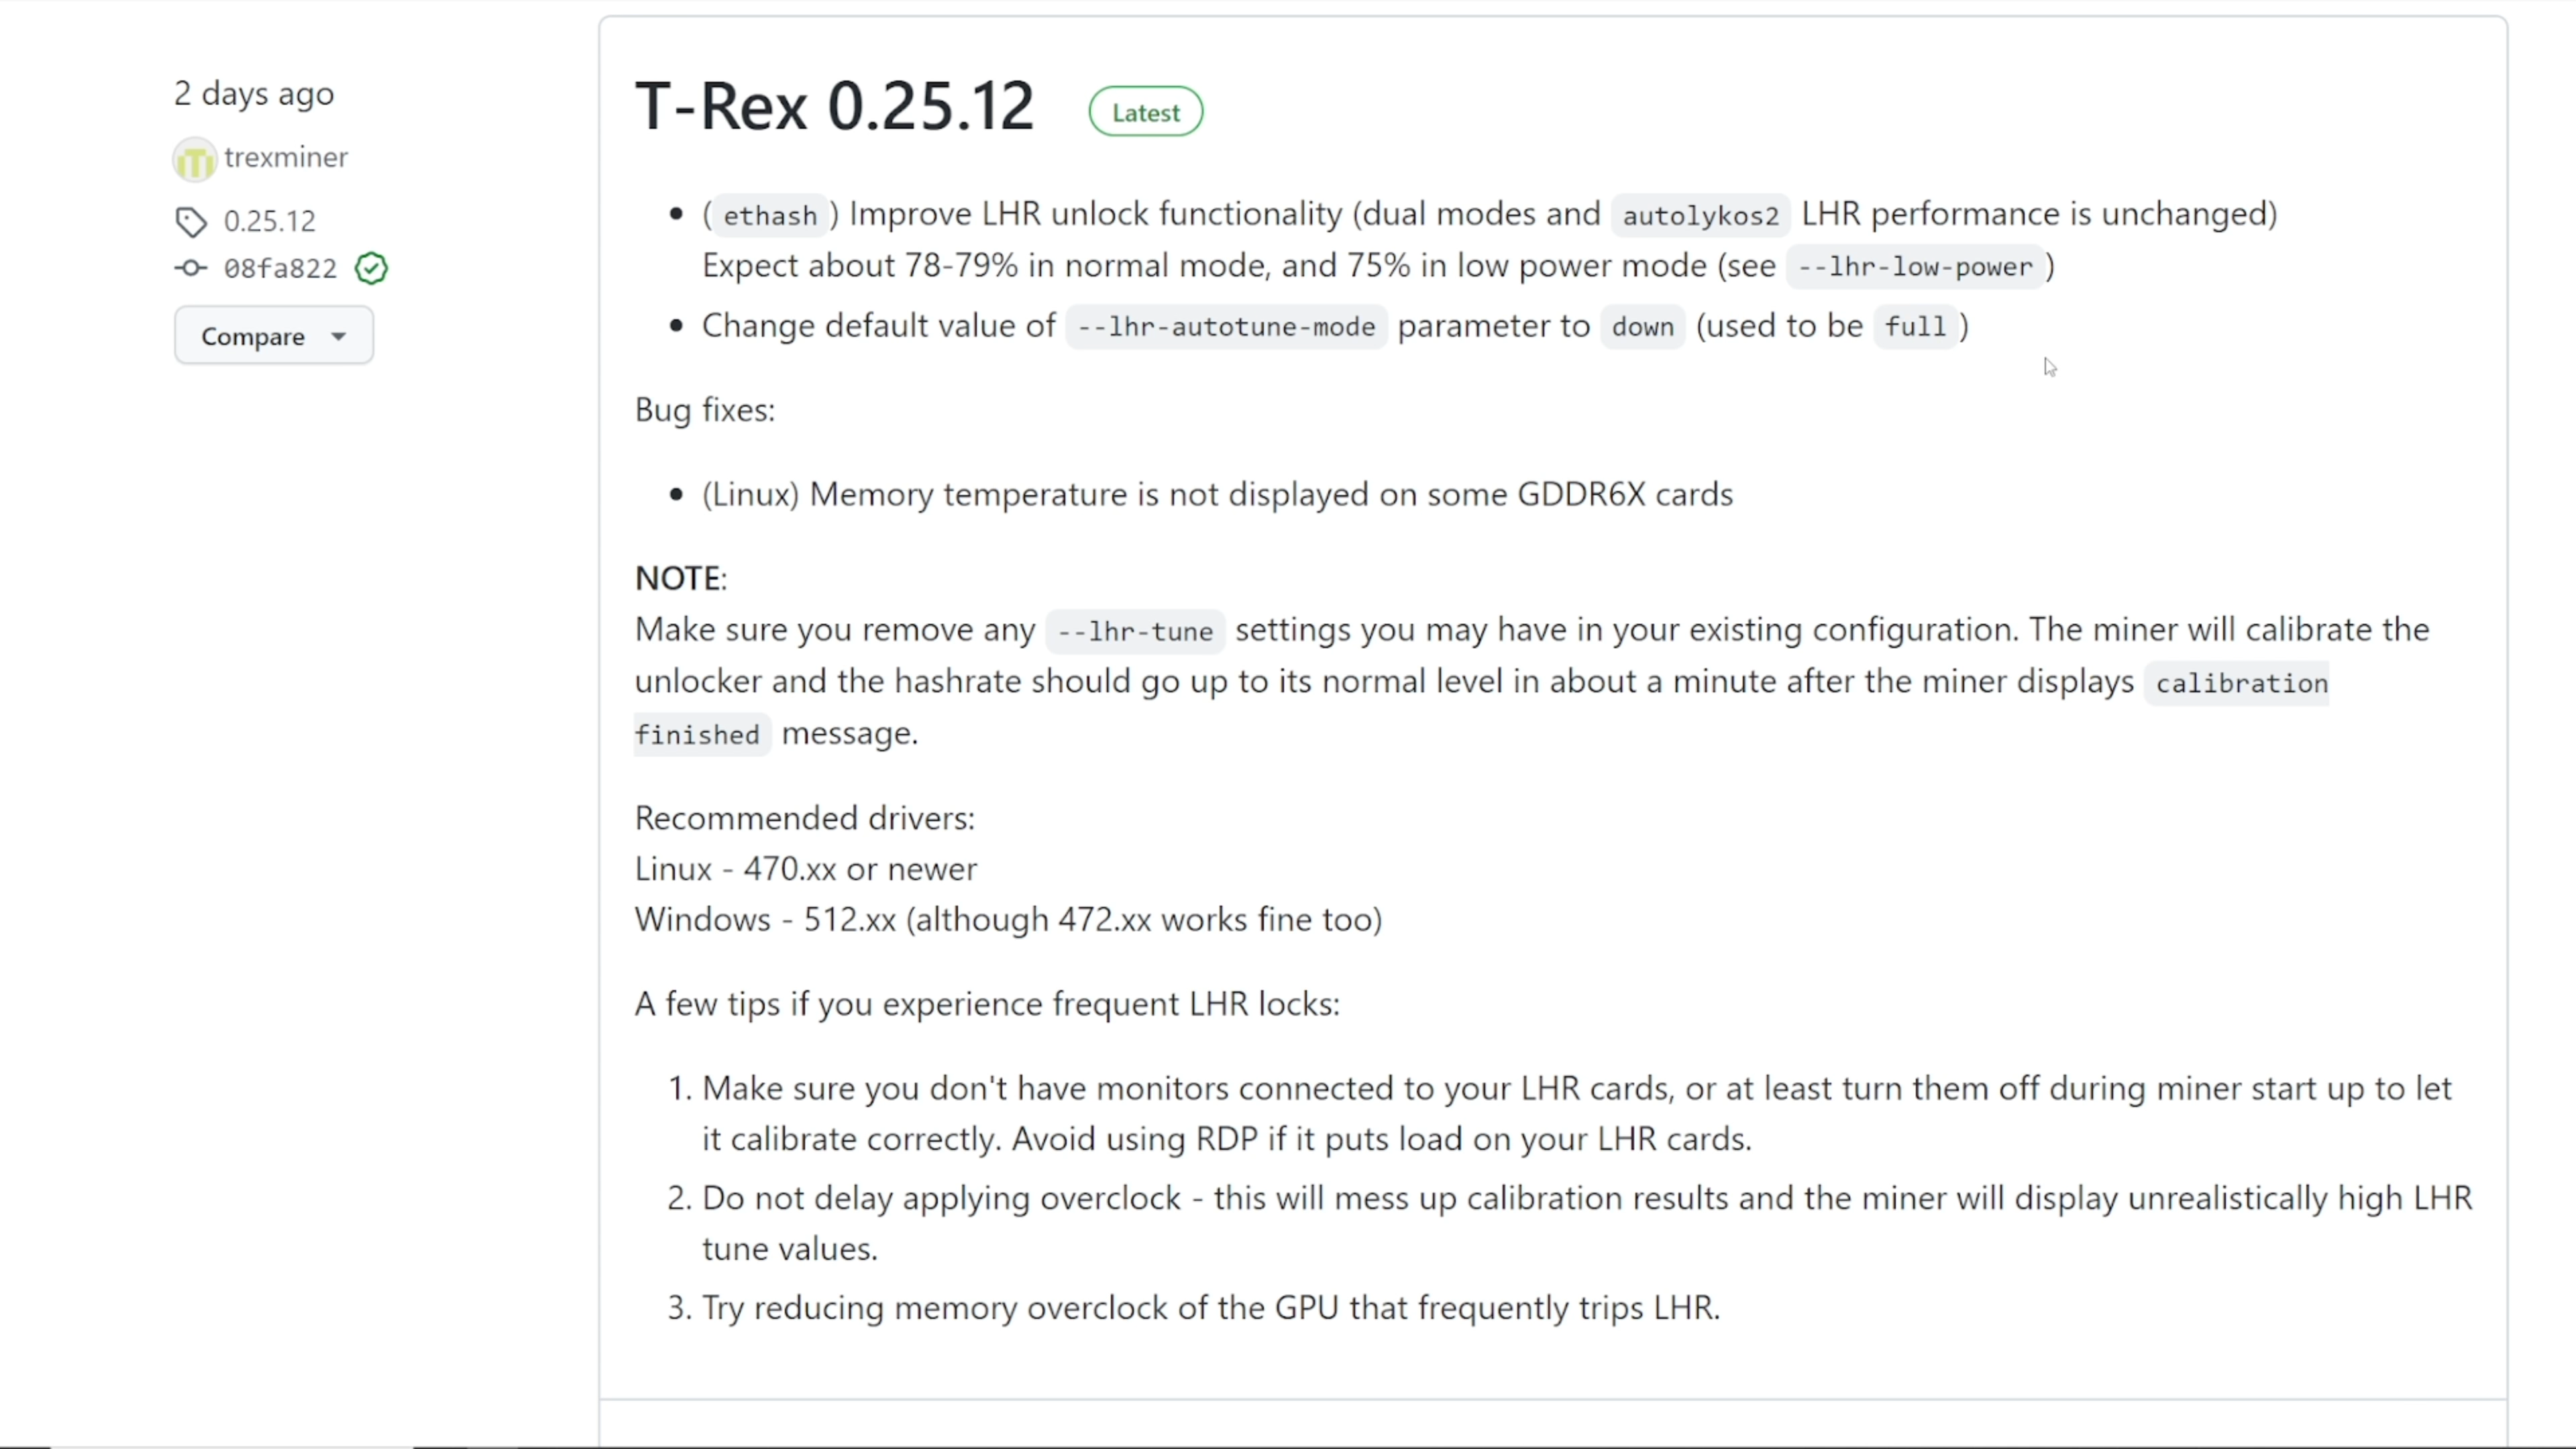 2 days ago
trexminer
0.25.12
08fa822
Compare
T-Rex 0.25.12 Latest
• (ethash) Improve LHR unlock functionality (dual modes and autolykos2 LHR performance is unchanged)
Expect about 78-79% in normal mode, and 75% in low power mode (see --lhr-low-power)
• Change default value of --lhr-autotune-mode parameter to down (used to be full)
Bug fixes:
• (Linux) Memory temperature is not displayed on some GDDR6X cards
NOTE:
Make sure you remove any --lhr-tune settings you may have in your existing configuration. The miner will calibrate the
unlocker and the hashrate should go up to its normal level in about a minute after the miner displays calibration
finished message.
Recommended drivers:
Linux - 470.xx or newer
Windows - 512.xx (although 472.xx works fine too)
A few tips if you experience frequent LHR locks:
1. Make sure you don't have monitors connected to your LHR cards, or at least turn them off during miner start up to let
it calibrate correctly. Avoid using RDP if it puts load on your LHR cards.
2. Do not delay applying overclock - this will mess up calibration results and the miner will display unrealistically high LHR
tune values.
3. Try reducing memory overclock of the GPU that frequently trips LHR.